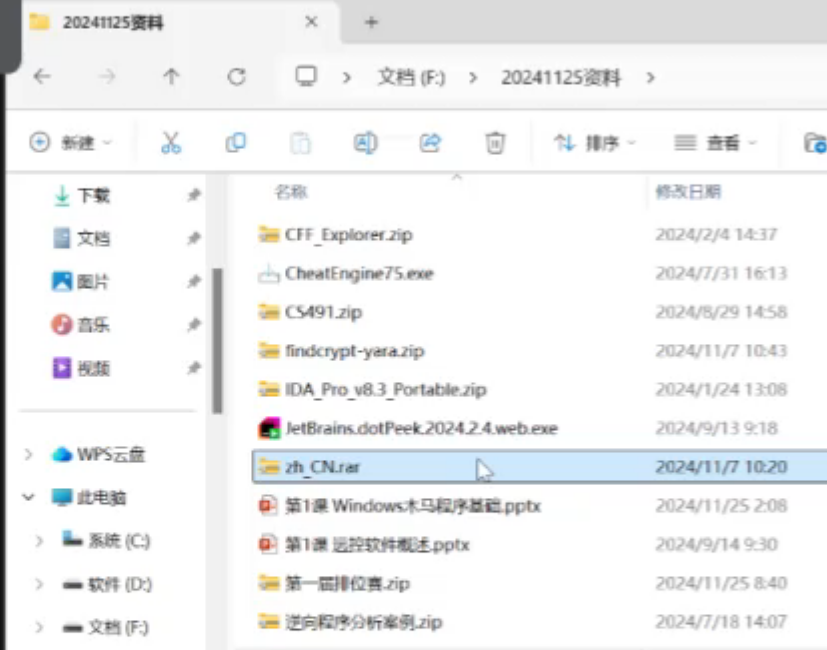 20241125资料
文档 (F:) > 20241125资料 >
新建 排序 查看
名称 修改日期
下载
文档
图片
音乐
视频
WPS云盘
此电脑
系统 (C:)
软件 (D:)
文档 (F:)
CFF_Explorer.zip 2024/2/4 14:37
CheatEngine75.exe 2024/7/31 16:13
CS491.zip 2024/8/29 14:58
findcrypt-yara.zip 2024/11/7 10:43
IDA_Pro_v8.3_Portable.zip 2024/1/24 13:08
JetBrains.dotPeek.2024.2.4.web.exe 2024/9/13 9:18
zh_CN.rar 2024/11/7 10:20
第1课 Windows木马程序基础.pptx 2024/11/25 2:08
第1课 远控软件概述.pptx 2024/9/14 9:30
第一届排位赛.zip 2024/11/25 8:40
逆向程序分析案例.zip 2024/7/18 14:07